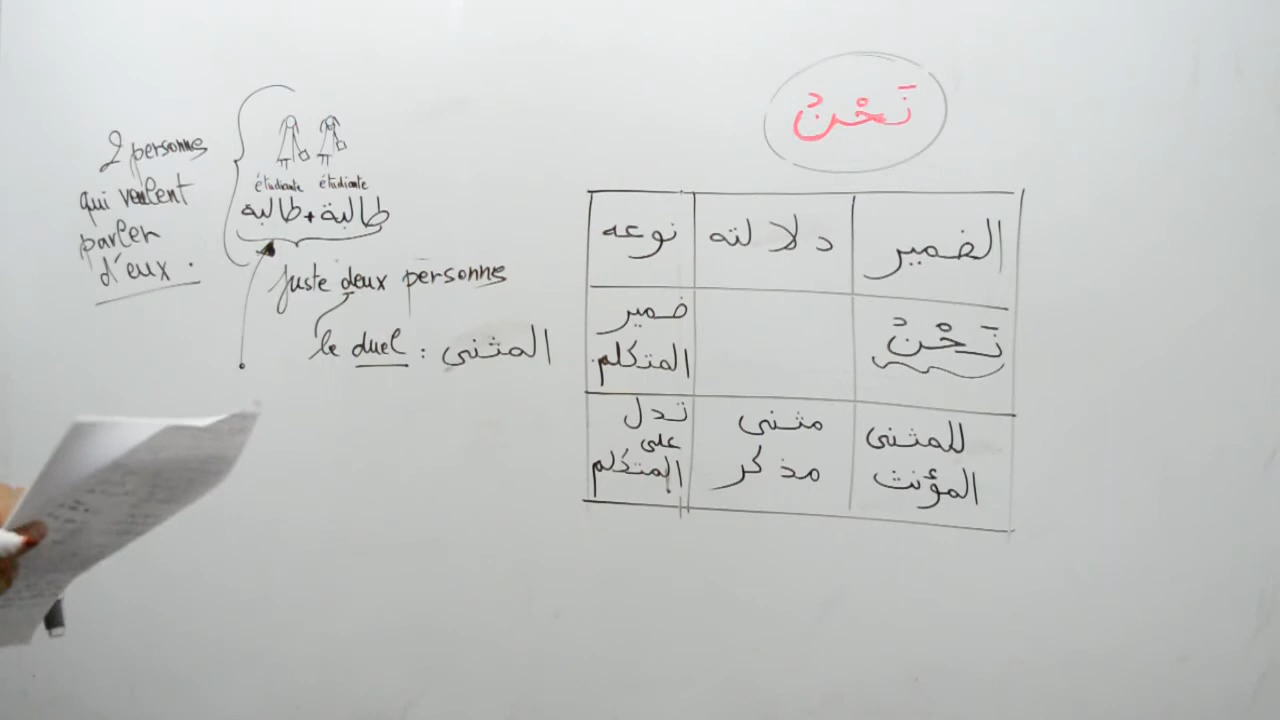 نَحْنُ
2 personnes
qui veulent
parler
d'eux.
étudiante étudiante
طالبة + طالبة
Juste deux personnes
le duel : المثنى
الضمير دلالته نوعه
نَحْنُ ضمير المتكلم
للمثنى المؤنث مثنى مذكر تدل على المتكلم